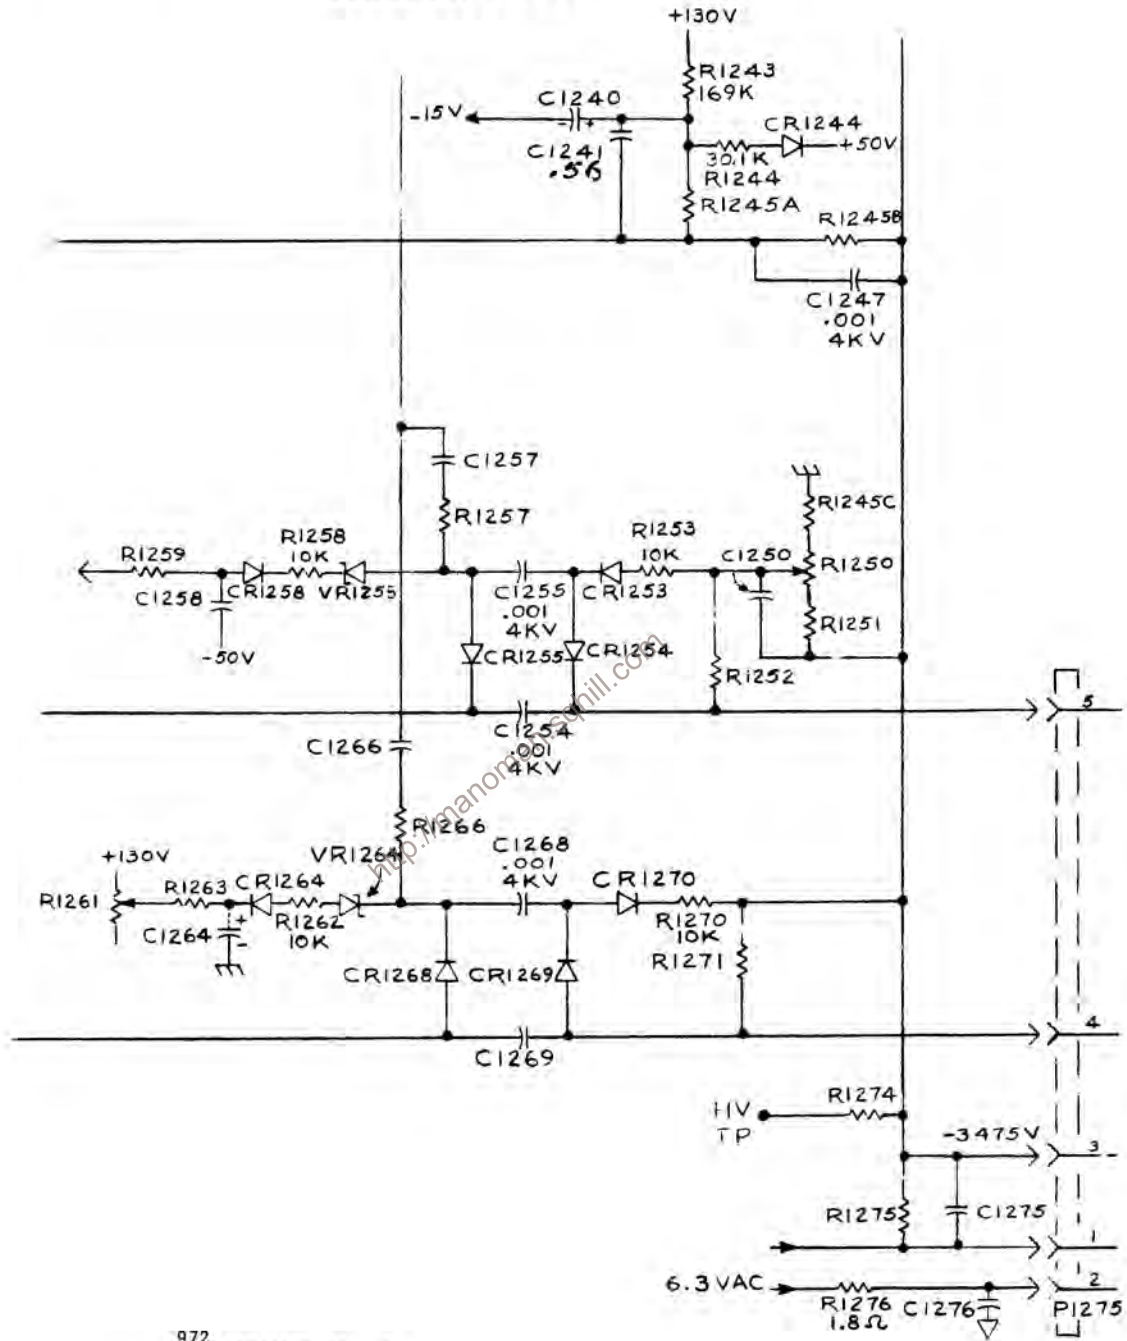 +130V
R1243
169K
C1240
-15V
- +
CR1244
+50V
C1241
.56
30.1K
R1244
R1245A
R1245B
C1247
.001
4KV
C1257
R1257
R1245C
R1258
10K
R1253
10K
C1250
R1259
R1250
C1258
CR1258
C1255
.001
4KV
CR1253
R1251
-50V
CR1255
CR1254
R1252
5
C1254
.001
4KV
C1266
R1266
http://manoman.sqhill.com
+130V
VR1264
C1268
.001
4KV
CR1270
R1261
R1263
CR1264
R1262
10K
R1270
10K
C1264
+
-
R1271
CR1268
CR1269
4
C1269
R1274
HV
TP
-3475V
3
R1275
C1275
1
6.3 VAC
2
R1276
1.8Ω
C1276
P1275
972